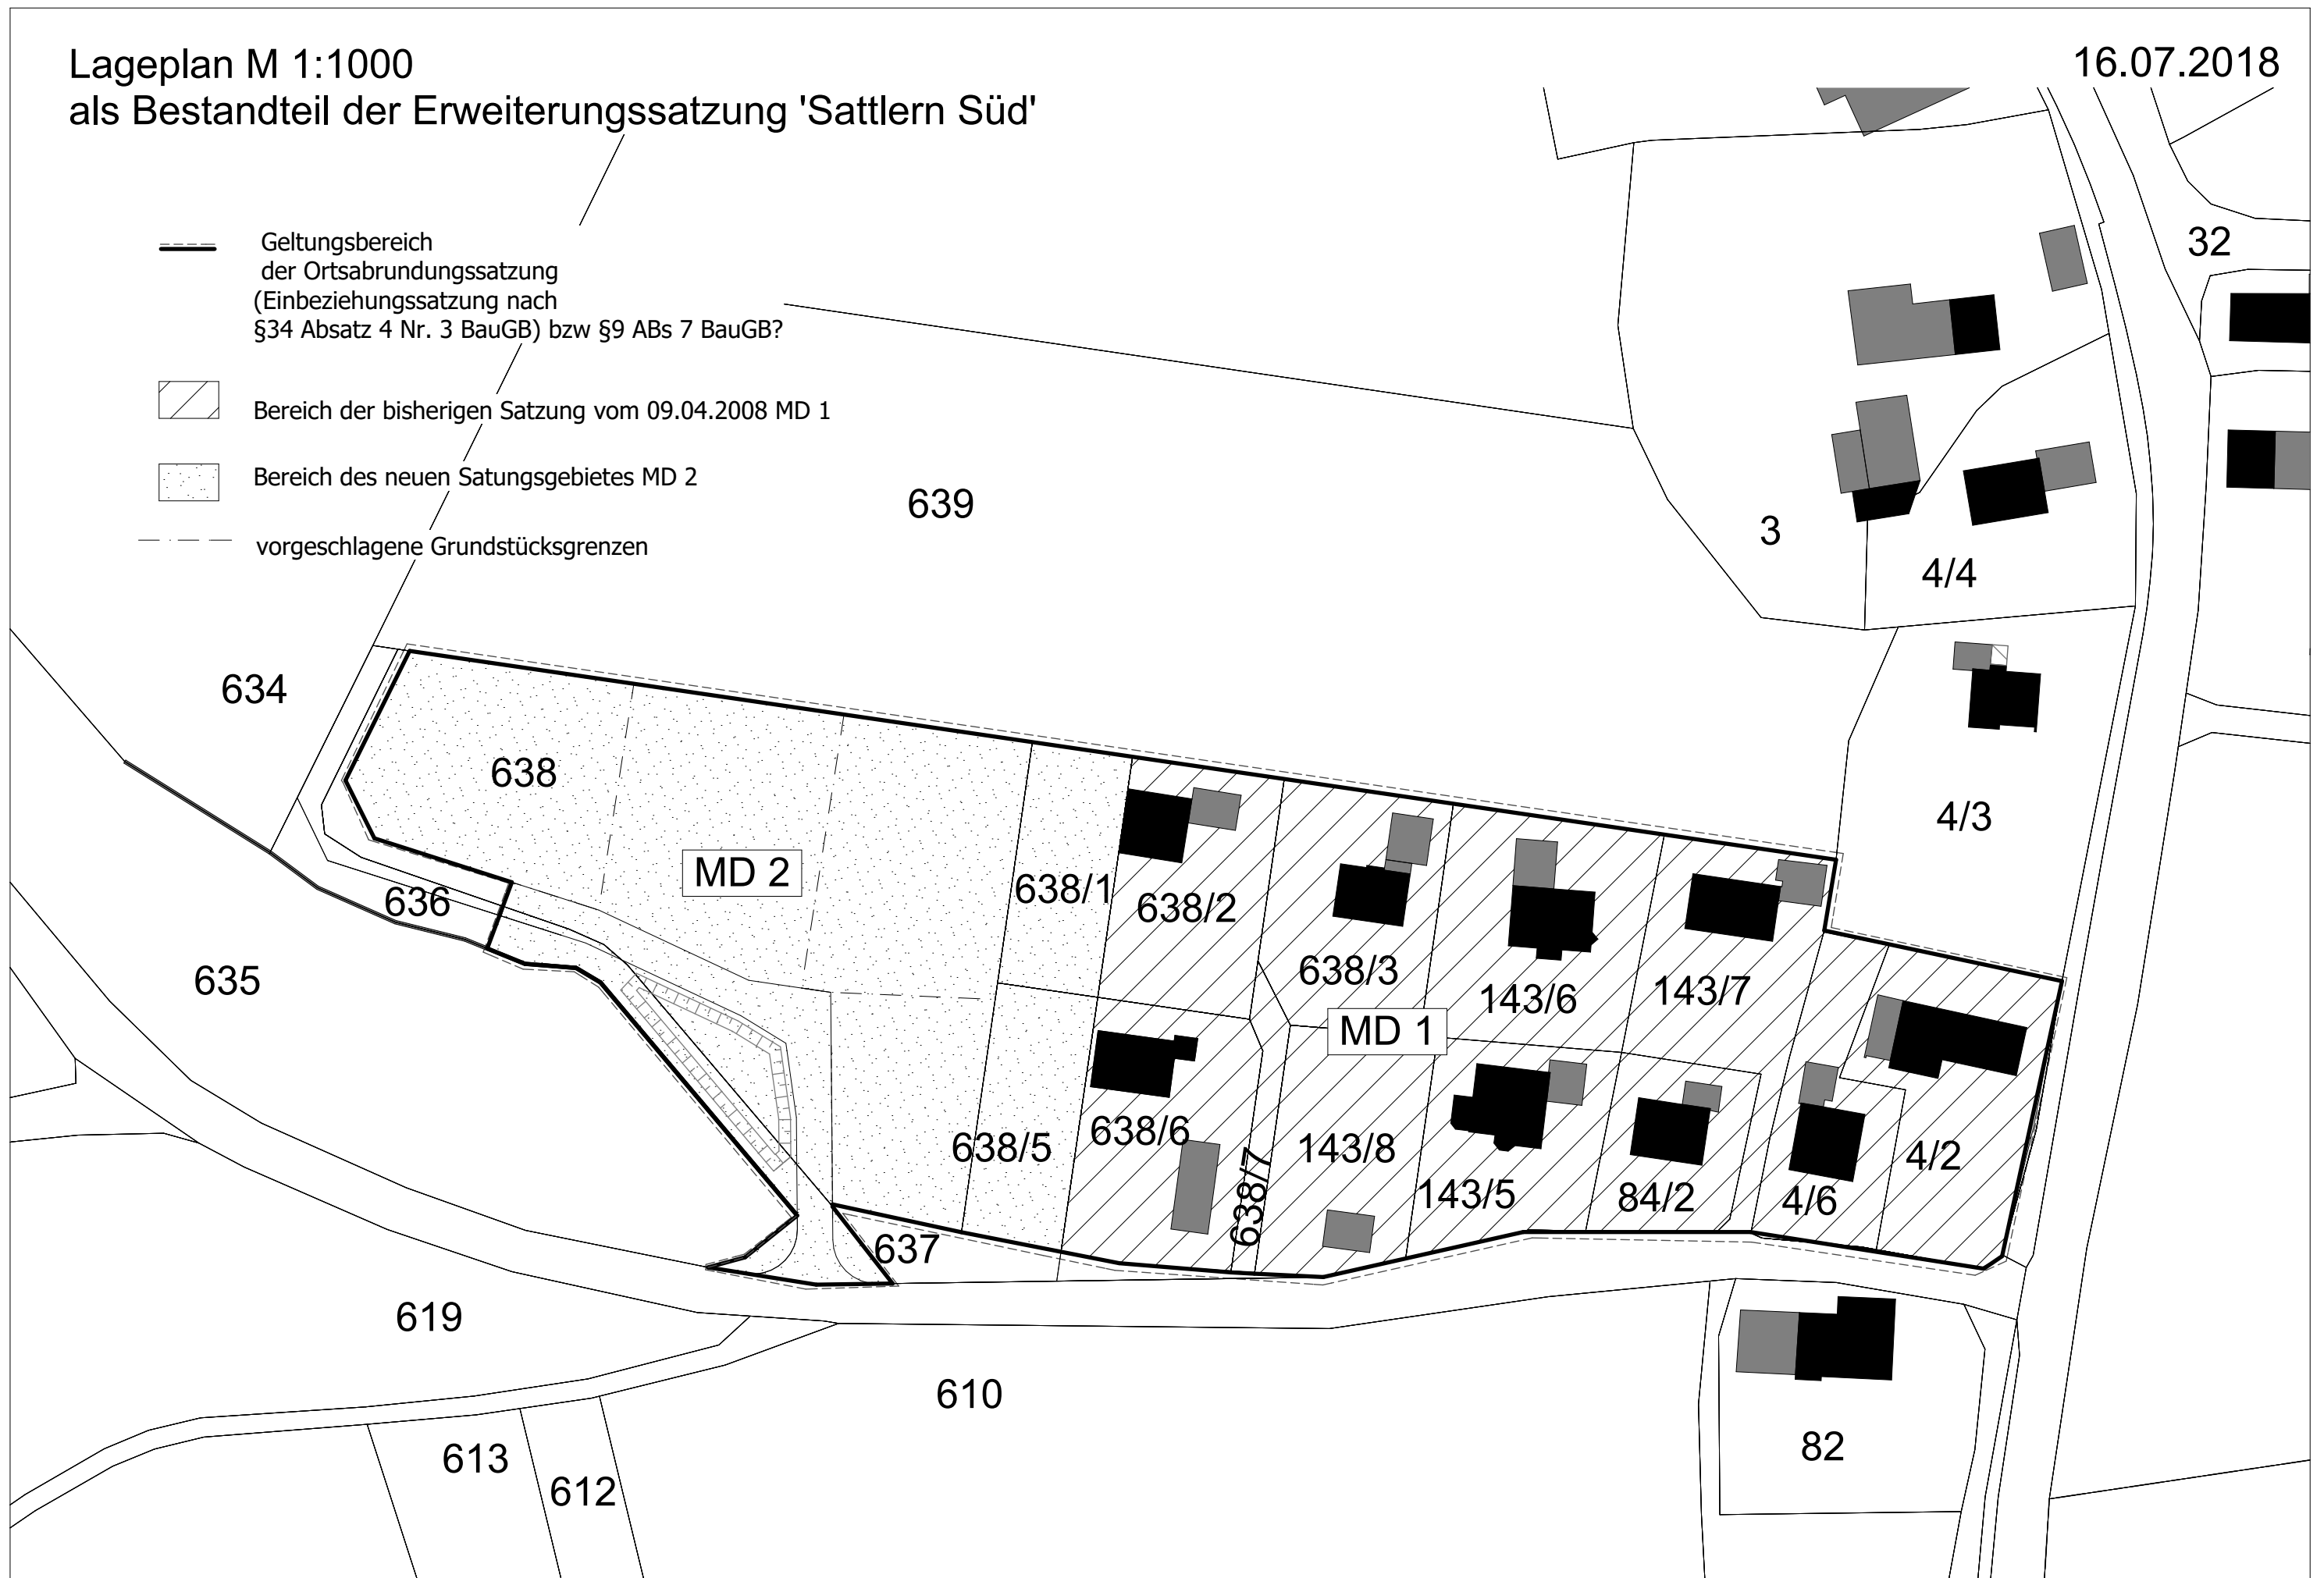 Lageplan M 1:1000
16.07.2018
als Bestandteil der Erweiterungssatzung 'Sattlern Süd'
Geltungsbereich
der Ortsabrundungssatzung
(Einbeziehungssatzung nach
§34 Absatz 4 Nr. 3 BauGB) bzw §9 ABs 7 BauGB?
Bereich der bisherigen Satzung vom 09.04.2008 MD 1
Bereich des neuen Satungsgebietes MD 2
vorgeschlagene Grundstücksgrenzen
32
639
3
4/4
634
638
4/3
MD 2
638/1
636
638/2
638/3
635
143/6
143/7
MD 1
638/6
638/5
143/8
4/2
143/5
84/2
4/6
638/7
637
619
610
82
613
612